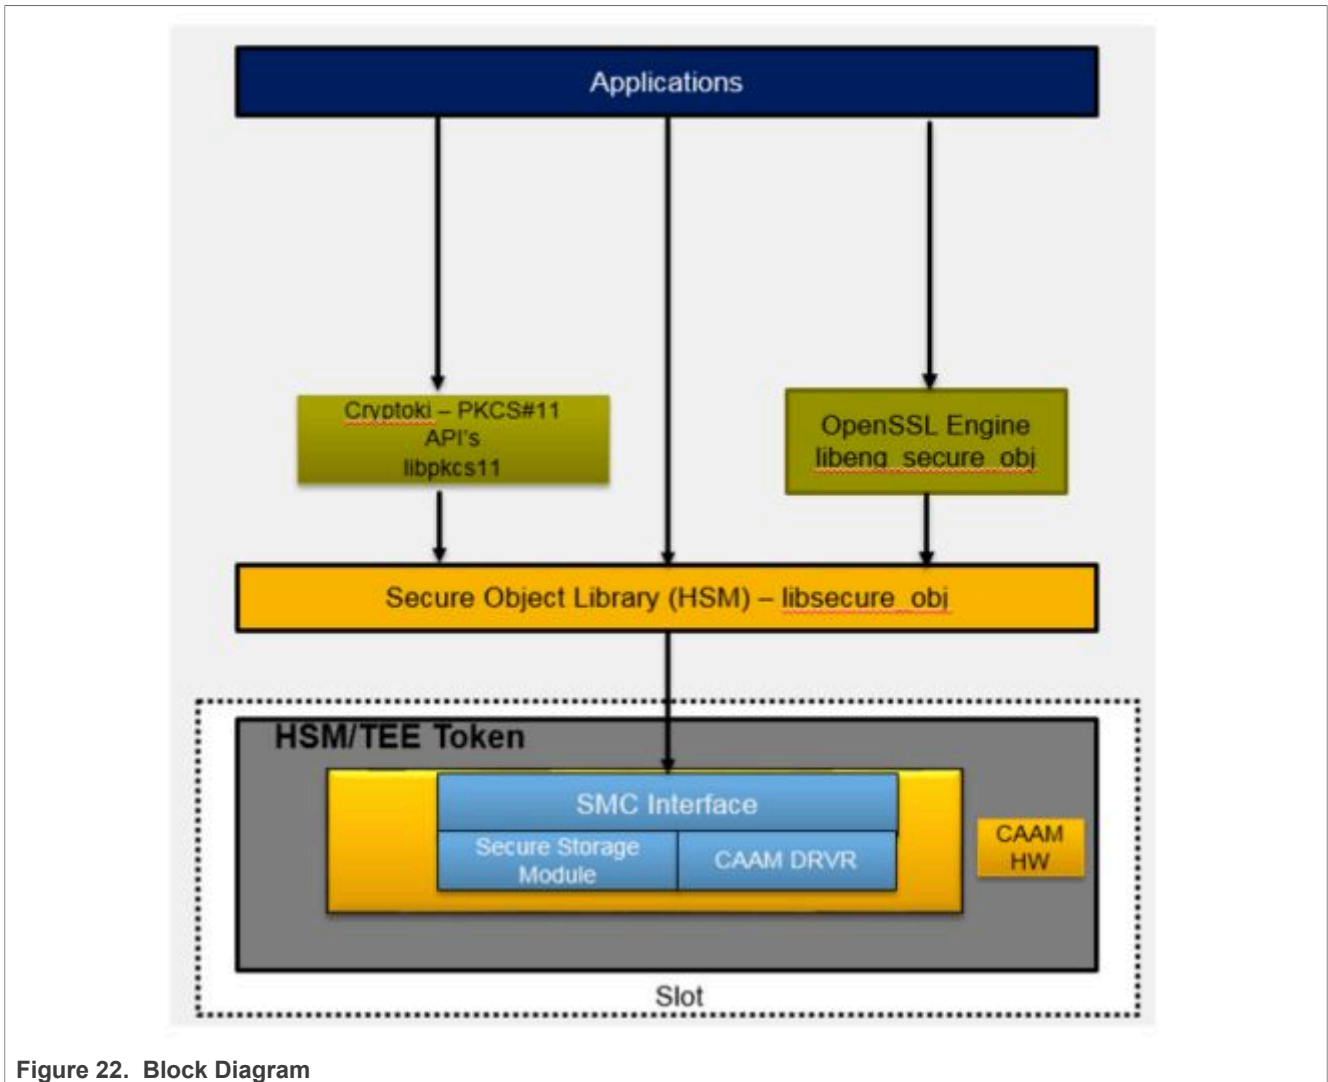 Applications
Cryptoki – PKCS#11
API's
libpkcs11
OpenSSL Engine
libeng_secure_obj
Secure Object Library (HSM) – libsecure_obj
HSM/TEE Token
SMC Interface
Secure Storage
Module
CAAM DRVR
CAAM
HW
Slot
Figure 22. Block Diagram